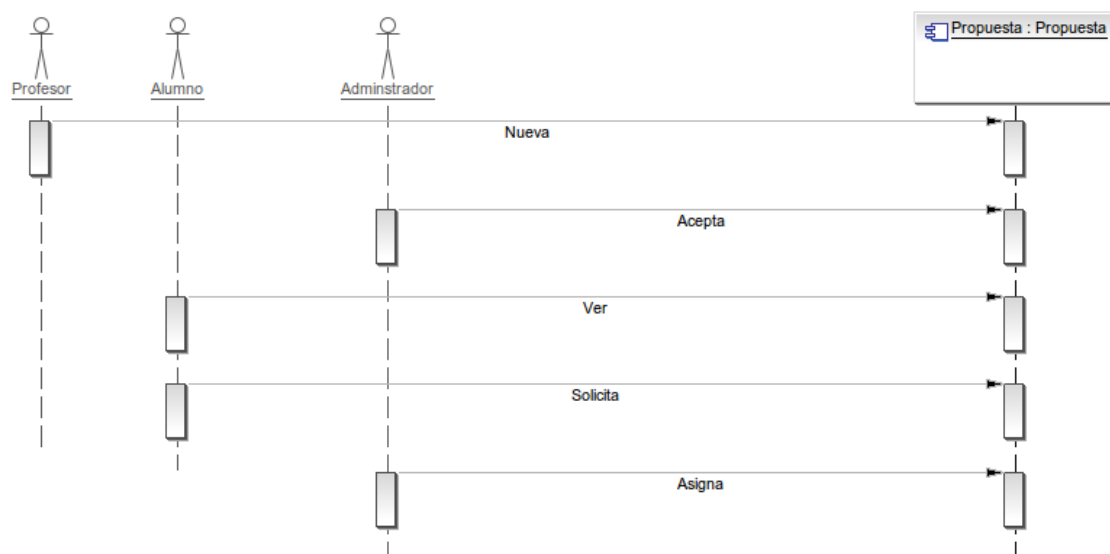 Propuesta : Propuesta
Profesor
Alumno
Adminstrador
Nueva
Acepta
Ver
Solicita
Asigna